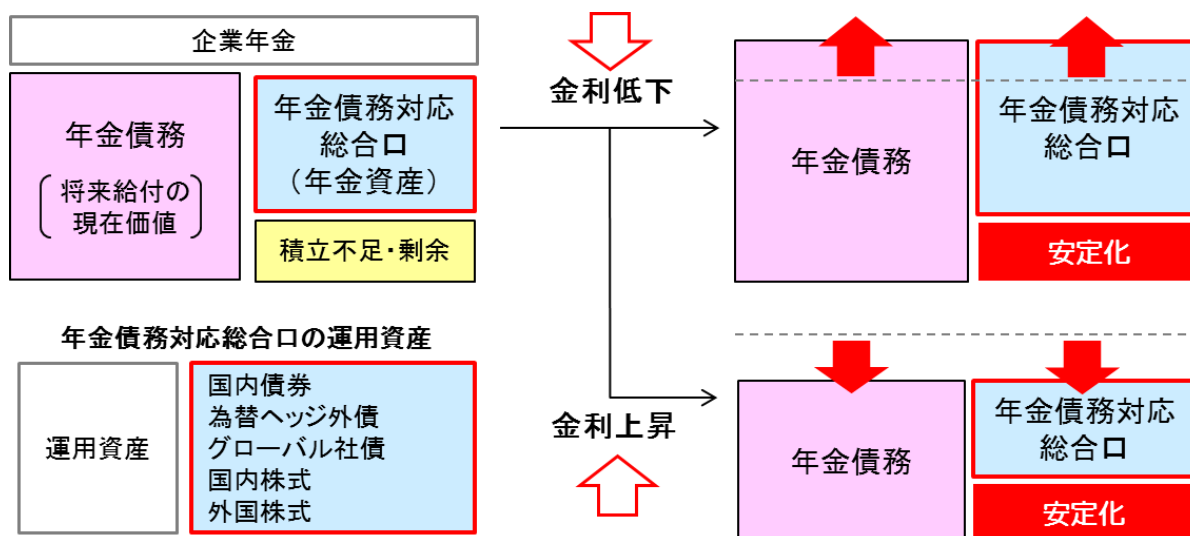 企業年金
年金債務
将来給付の
現在価値
年金債務対応
総合口
（年金資産）
積立不足・剰余
金利低下
年金債務
年金債務対応
総合口
安定化
年金債務対応総合口の運用資産
運用資産
国内債券
為替ヘッジ外債
グローバル社債
国内株式
外国株式
金利上昇
年金債務
年金債務対応
総合口
安定化